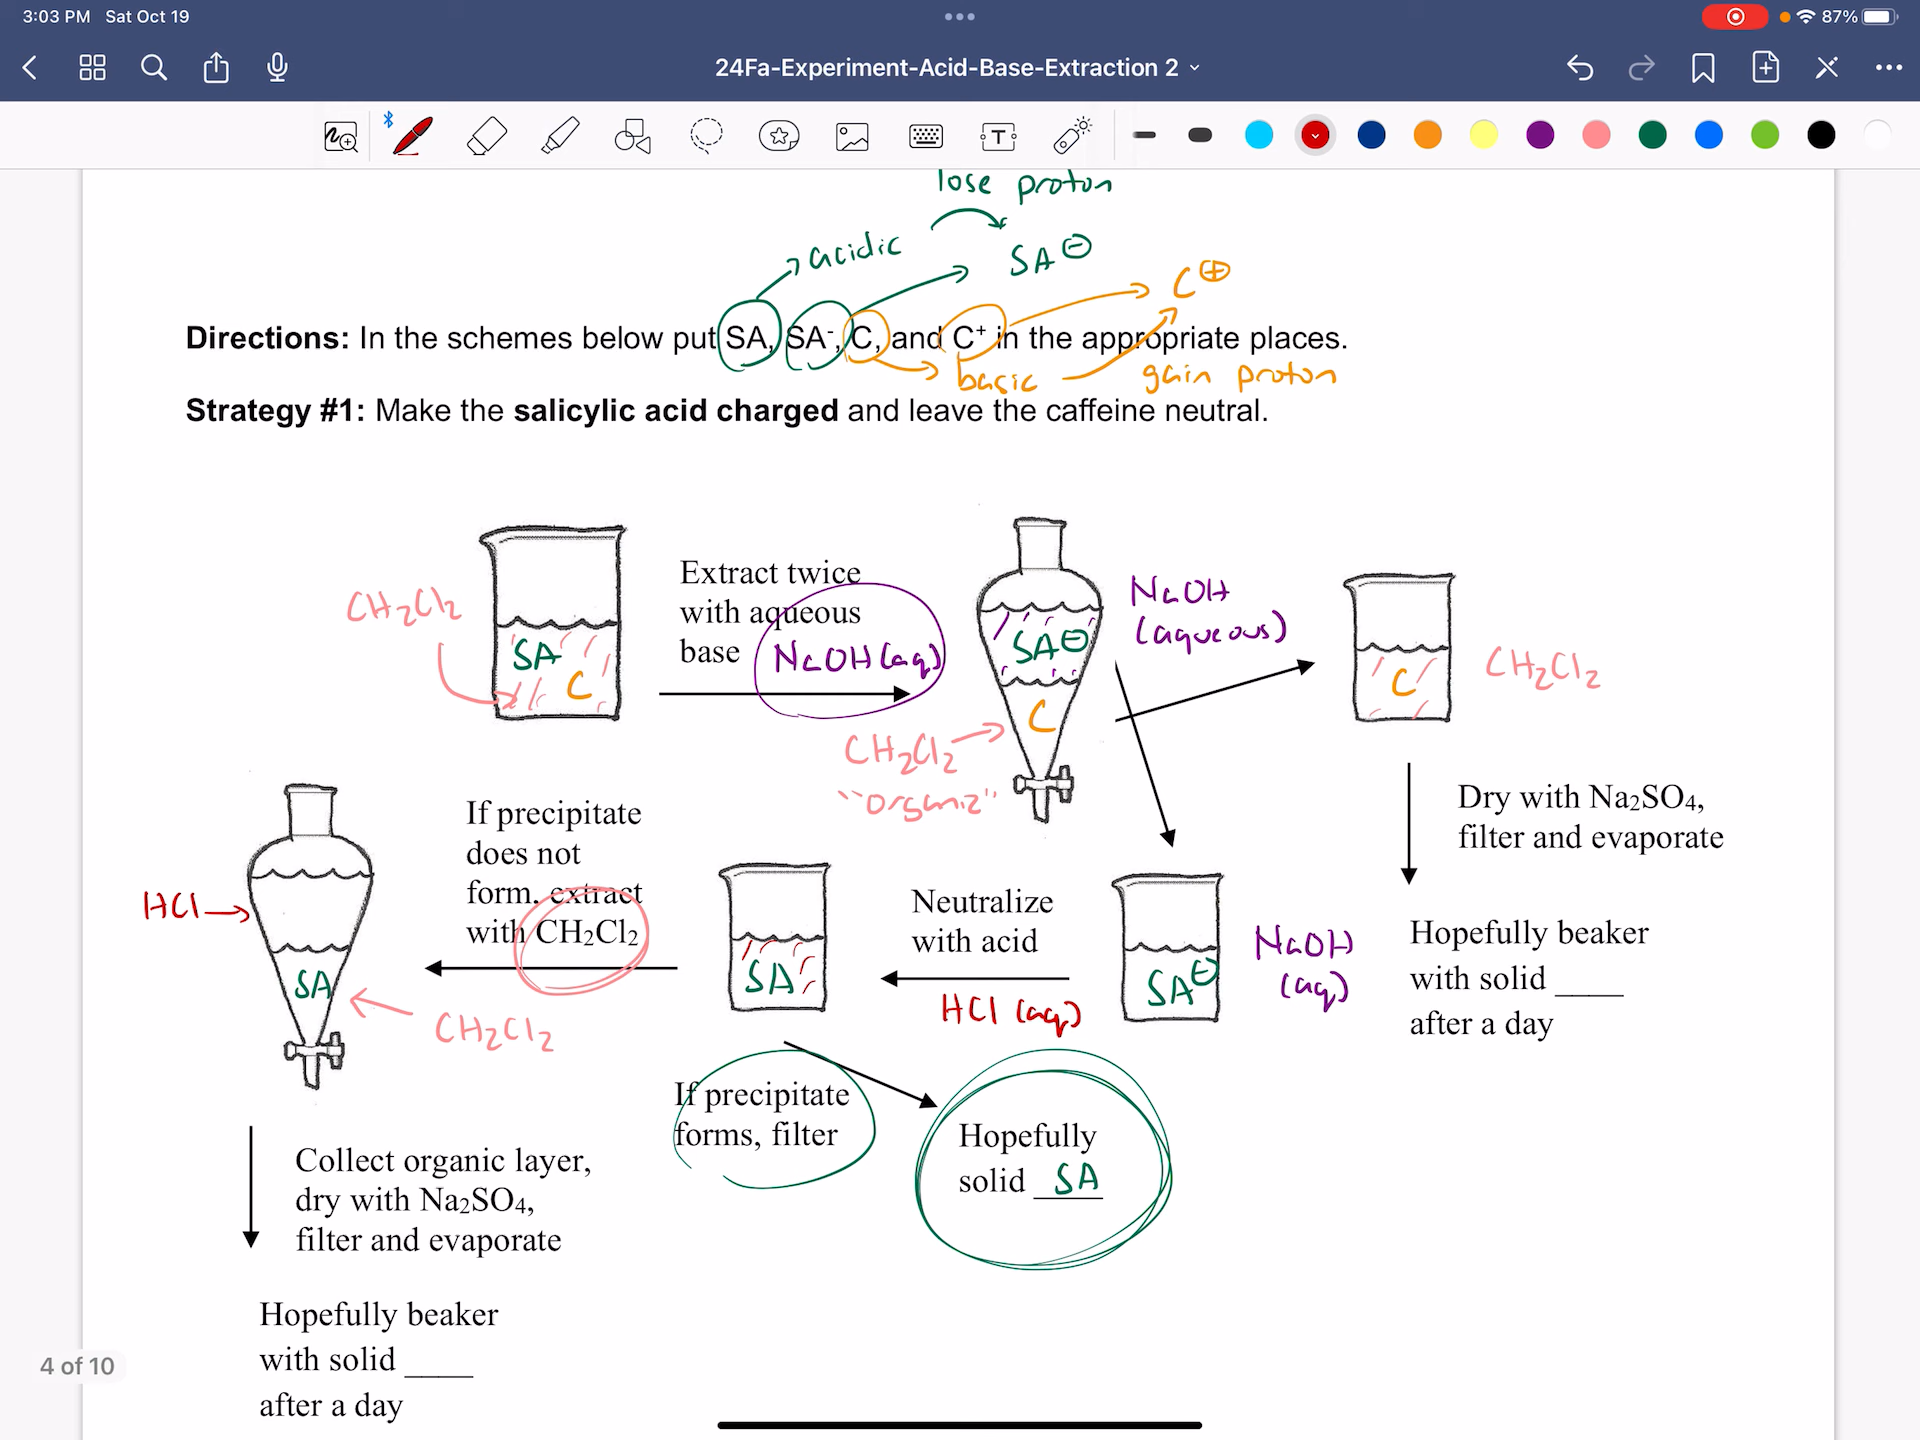 3:03 PM Sat Oct 19
87%
24Fa-Experiment-Acid-Base-Extraction 2
T
lose proton
acidic
SA⊖
C⊕
Directions: In the schemes below put SA, SA⁻, C, and C⁺ in the appropriate places.
basic
gain proton
Strategy #1: Make the salicylic acid charged and leave the caffeine neutral.
CH₂Cl₂
SA
C
Extract twice
with aqueous
base
NaOH (aq)
SA⊖
C
NaOH
(aqueous)
CH₂Cl₂
"organic"
C
CH₂Cl₂
Dry with Na₂SO₄,
filter and evaporate
Hopefully beaker
with solid ____
after a day
HCl
SA
CH₂Cl₂
If precipitate
does not
form, extract
with CH₂Cl₂
SA
Neutralize
with acid
HCl (aq)
SA⊖
NaOH
(aq)
If precipitate
forms, filter
Hopefully
solid SA
Collect organic layer,
dry with Na₂SO₄,
filter and evaporate
Hopefully beaker
with solid ____
after a day
4 of 10